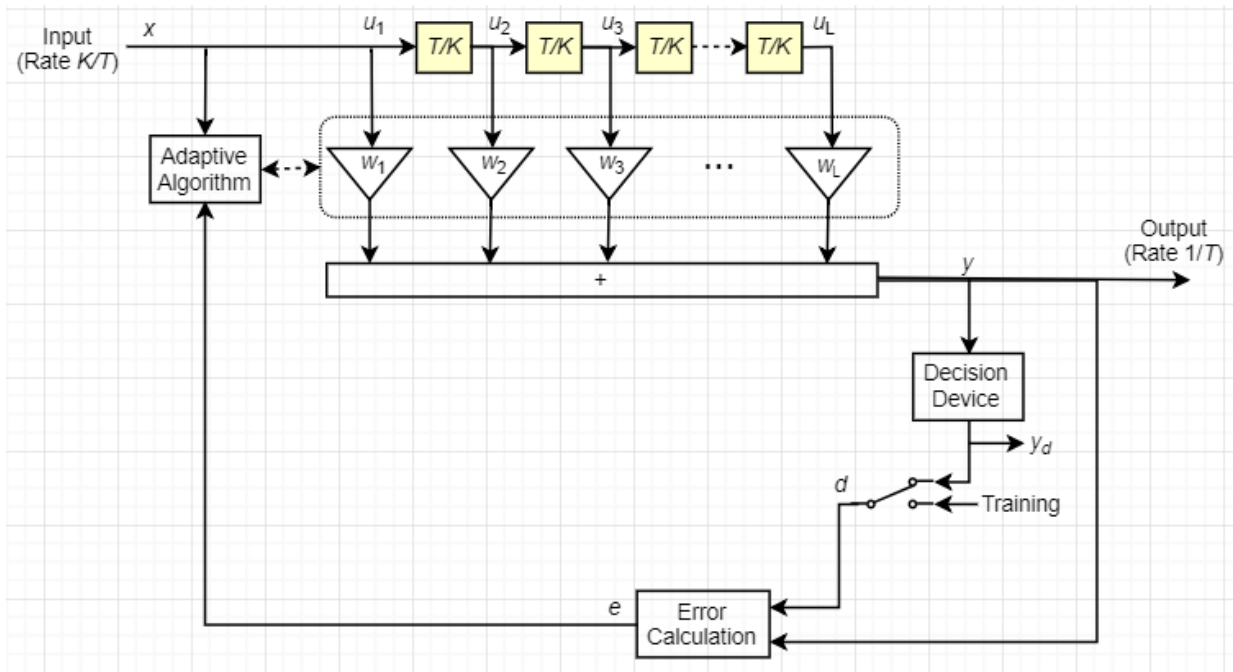 Input
(Rate K/T)
x
u1
T/K
u2
T/K
u3
T/K
T/K
uL
Adaptive
Algorithm
w1
w2
w3
...
wL
+
y
Output
(Rate 1/T)
Decision
Device
yd
d
Training
e
Error
Calculation